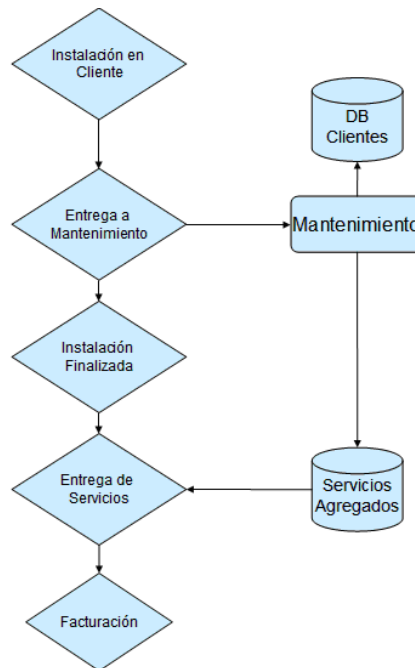 Instalación en
Cliente
DB
Clientes
Entrega a
Mantenimiento
Mantenimiento
Instalación
Finalizada
Entrega de
Servicios
Servicios
Agregados
Facturación